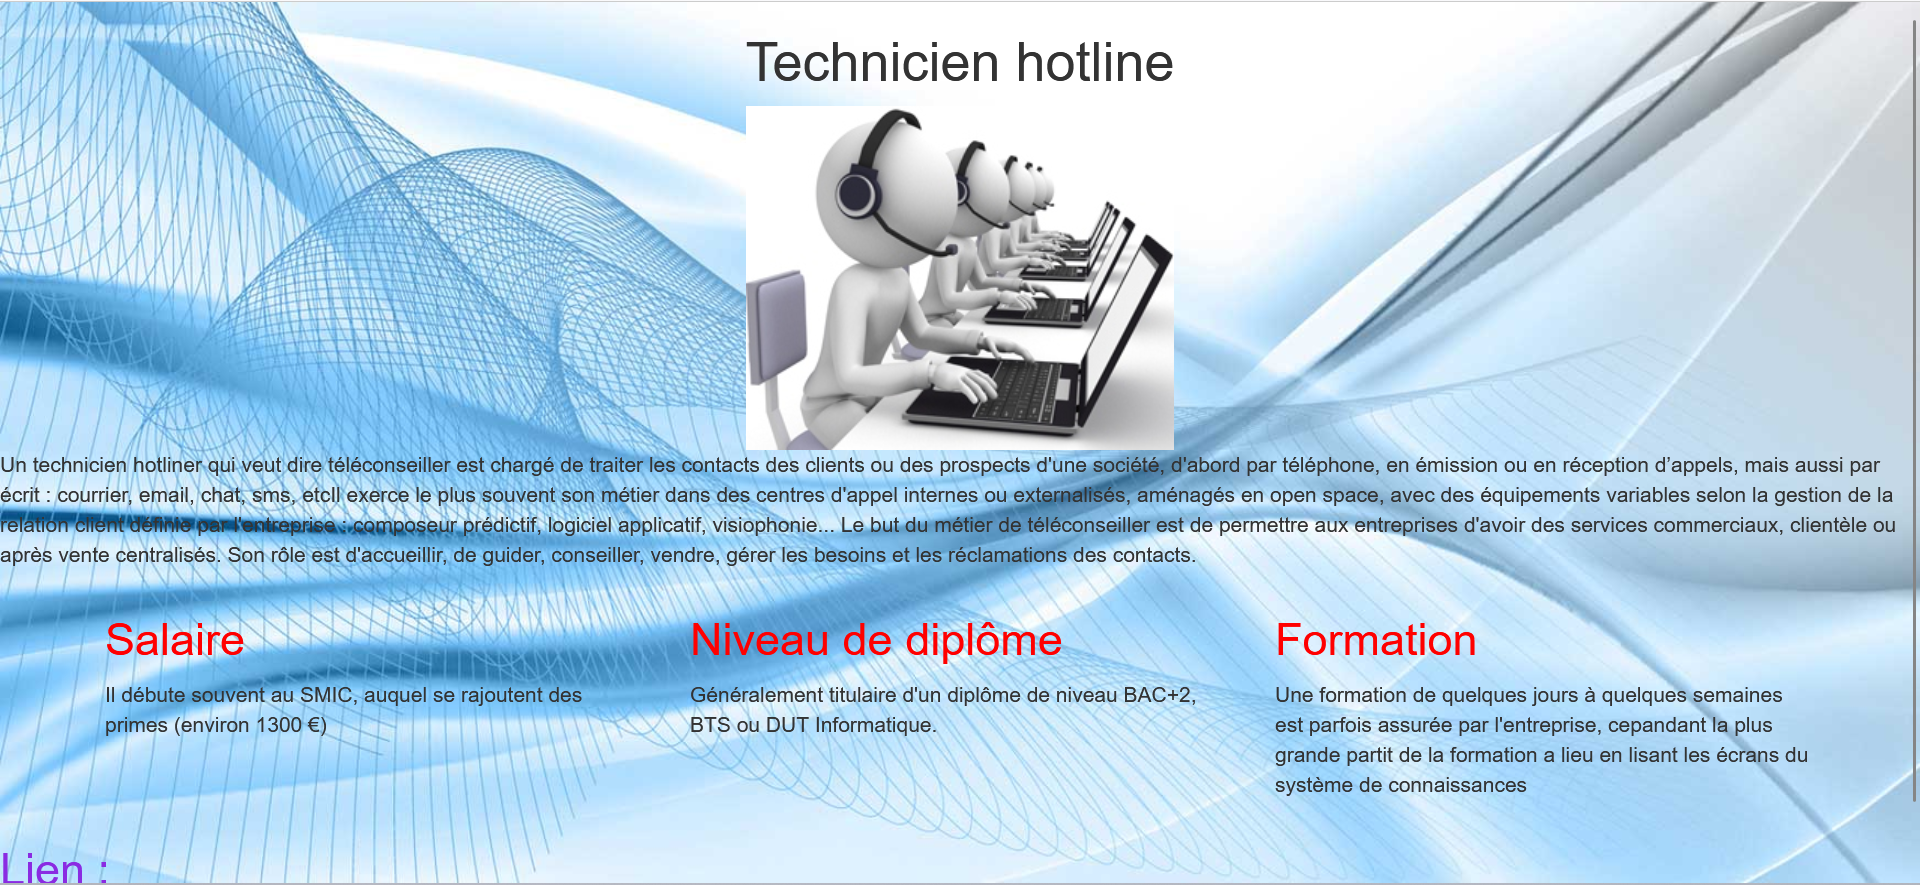 Technicien hotline
Un technicien hotliner qui veut dire téléconseiller est chargé de traiter les contacts des clients ou des prospects d'une société, d'abord par téléphone, en émission ou en réception d’appels, mais aussi par
écrit : courrier, email, chat, sms, etcIl exerce le plus souvent son métier dans des centres d'appel internes ou externalisés, aménagés en open space, avec des équipements variables selon la gestion de la
relation client définie par l'entreprise : composeur prédictif, logiciel applicatif, visiophonie... Le but du métier de téléconseiller est de permettre aux entreprises d'avoir des services commerciaux, clientèle ou
après vente centralisés. Son rôle est d'accueillir, de guider, conseiller, vendre, gérer les besoins et les réclamations des contacts.
Salaire
Il débute souvent au SMIC, auquel se rajoutent des
primes (environ 1300 €)
Niveau de diplôme
Généralement titulaire d'un diplôme de niveau BAC+2,
BTS ou DUT Informatique.
Formation
Une formation de quelques jours à quelques semaines
est parfois assurée par l'entreprise, cepandant la plus
grande partit de la formation a lieu en lisant les écrans du
système de connaissances
Lien :